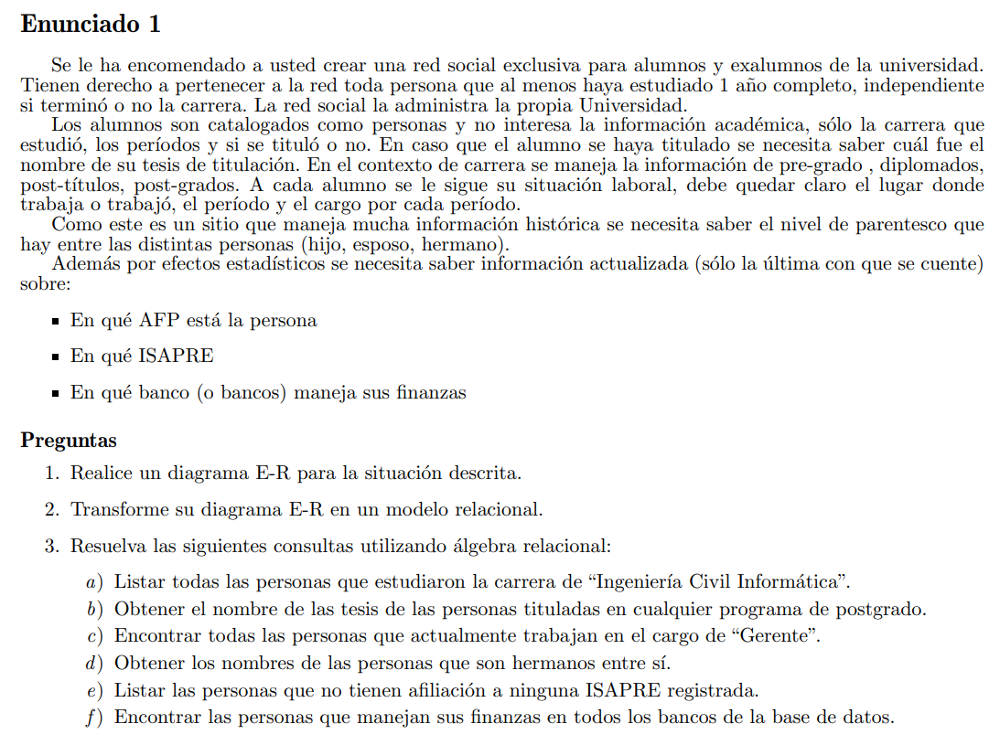 Enunciado 1
Se le ha encomendado a usted crear una red social exclusiva para alumnos y exalumnos de la universidad.
Tienen derecho a pertenecer a la red toda persona que al menos haya estudiado 1 año completo, independiente
si terminó o no la carrera. La red social la administra la propia Universidad.
Los alumnos son catalogados como personas y no interesa la información académica, sólo la carrera que
estudió, los períodos y si se tituló o no. En caso que el alumno se haya titulado se necesita saber cuál fue el
nombre de su tesis de titulación. En el contexto de carrera se maneja la información de pre-grado , diplomados,
post-títulos, post-grados. A cada alumno se le sigue su situación laboral, debe quedar claro el lugar donde
trabaja o trabajó, el período y el cargo por cada período.
Como este es un sitio que maneja mucha información histórica se necesita saber el nivel de parentesco que
hay entre las distintas personas (hijo, esposo, hermano).
Además por efectos estadísticos se necesita saber información actualizada (sólo la última con que se cuente)
sobre:
▪ En qué AFP está la persona
▪ En qué ISAPRE
▪ En qué banco (o bancos) maneja sus finanzas
Preguntas
1. Realice un diagrama E-R para la situación descrita.
2. Transforme su diagrama E-R en un modelo relacional.
3. Resuelva las siguientes consultas utilizando álgebra relacional:
a) Listar todas las personas que estudiaron la carrera de “Ingeniería Civil Informática”.
b) Obtener el nombre de las tesis de las personas tituladas en cualquier programa de postgrado.
c) Encontrar todas las personas que actualmente trabajan en el cargo de “Gerente”.
d) Obtener los nombres de las personas que son hermanos entre sí.
e) Listar las personas que no tienen afiliación a ninguna ISAPRE registrada.
f) Encontrar las personas que manejan sus finanzas en todos los bancos de la base de datos.